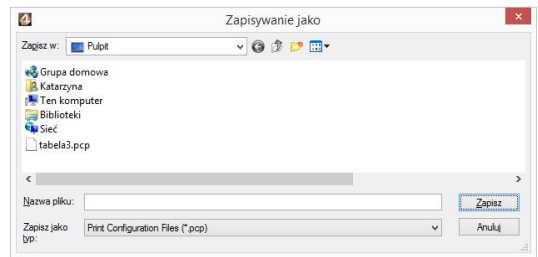 Zapisywanie jako
Zapisz w: Pulpit
Grupa domowa
Katarzyna
Ten komputer
Biblioteki
Sieć
tabela3.pcp
Nazwa pliku: Zapisz
Zapisz jako typ: Print Configuration Files (*.pcp) Anuluj